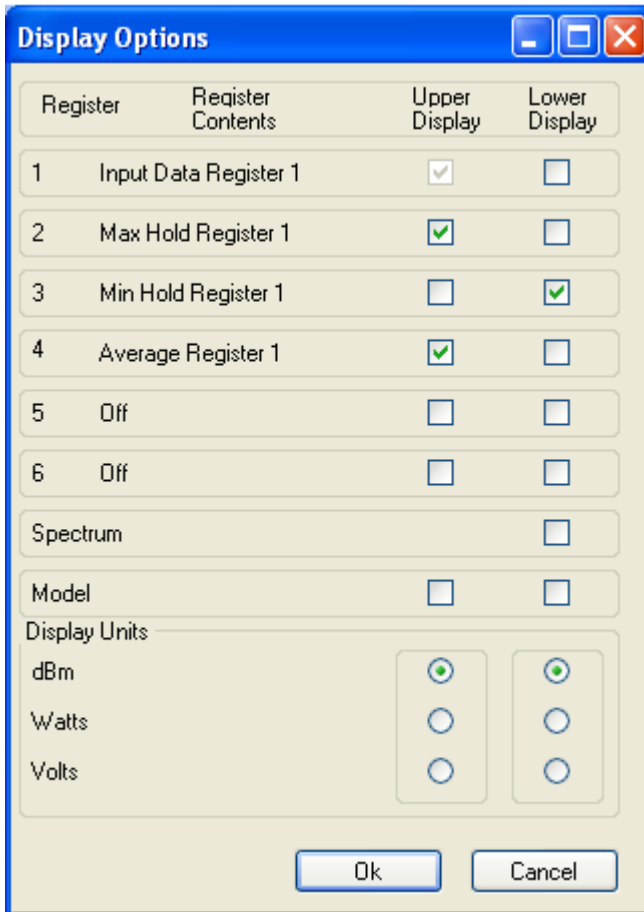 Display Options
Register
Register Contents
Upper Display
Lower Display
1 Input Data Register 1
2 Max Hold Register 1
3 Min Hold Register 1
4 Average Register 1
5 Off
6 Off
Spectrum
Model
Display Units
dBm
Watts
Volts
Ok Cancel